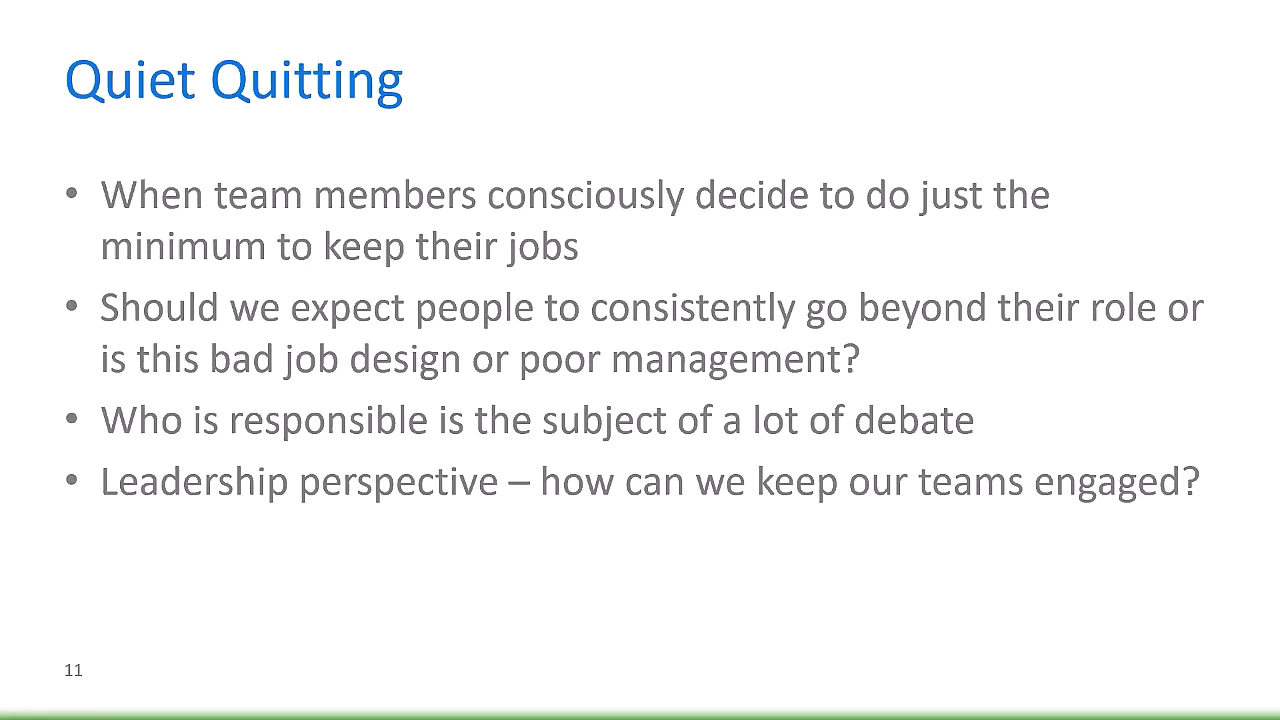 Quiet Quitting
• When team members consciously decide to do just the
minimum to keep their jobs
• Should we expect people to consistently go beyond their role or
is this bad job design or poor management?
• Who is responsible is the subject of a lot of debate
• Leadership perspective – how can we keep our teams engaged?
11